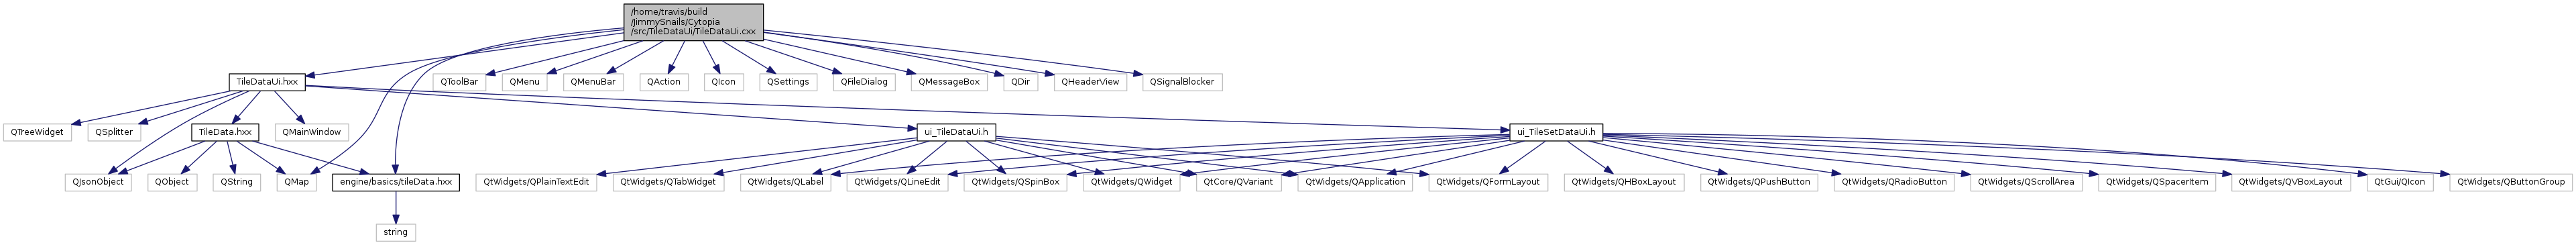 /home/travis/build
/JimmySnails/Cytopia
/src/TileDataUi/TileDataUi.cxx
TileDataUi.hxx
QToolBar
QMenu
QMenuBar
QAction
QIcon
QSettings
QFileDialog
QMessageBox
QDir
QHeaderView
QSignalBlocker
QTreeWidget
QSplitter
TileData.hxx
QMainWindow
ui_TileDataUi.h
ui_TileSetDataUi.h
QJsonObject
QObject
QString
QMap
engine/basics/tileData.hxx
QtWidgets/QPlainTextEdit
QtWidgets/QTabWidget
QtWidgets/QLabel
QtWidgets/QLineEdit
QtWidgets/QSpinBox
QtWidgets/QWidget
QtCore/QVariant
QtWidgets/QApplication
QtWidgets/QFormLayout
QtWidgets/QHBoxLayout
QtWidgets/QPushButton
QtWidgets/QRadioButton
QtWidgets/QScrollArea
QtWidgets/QSpacerItem
QtWidgets/QVBoxLayout
QtGui/QIcon
QtWidgets/QButtonGroup
string